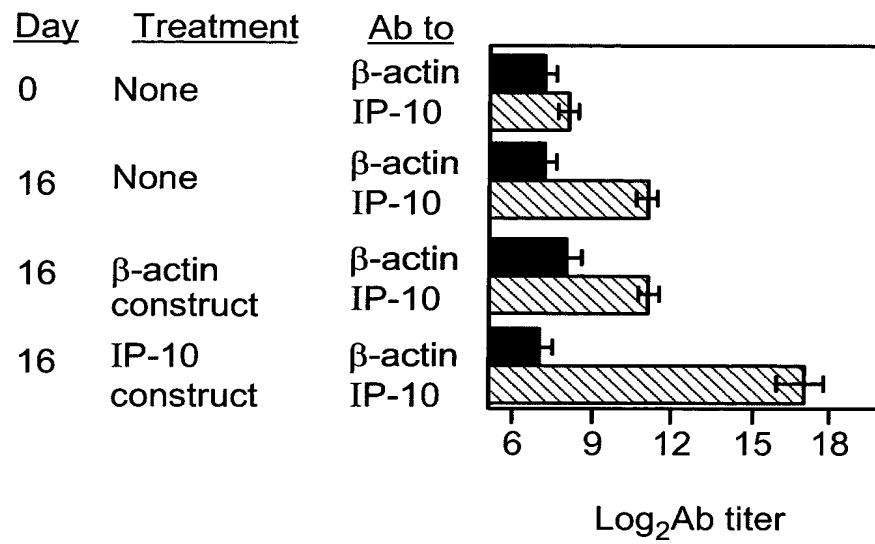 Day Treatment Ab to
0 None β-actin
IP-10
16 None β-actin
IP-10
16 β-actin construct β-actin
IP-10
16 IP-10 construct β-actin
IP-10
6 9 12 15 18
Log₂Ab titer